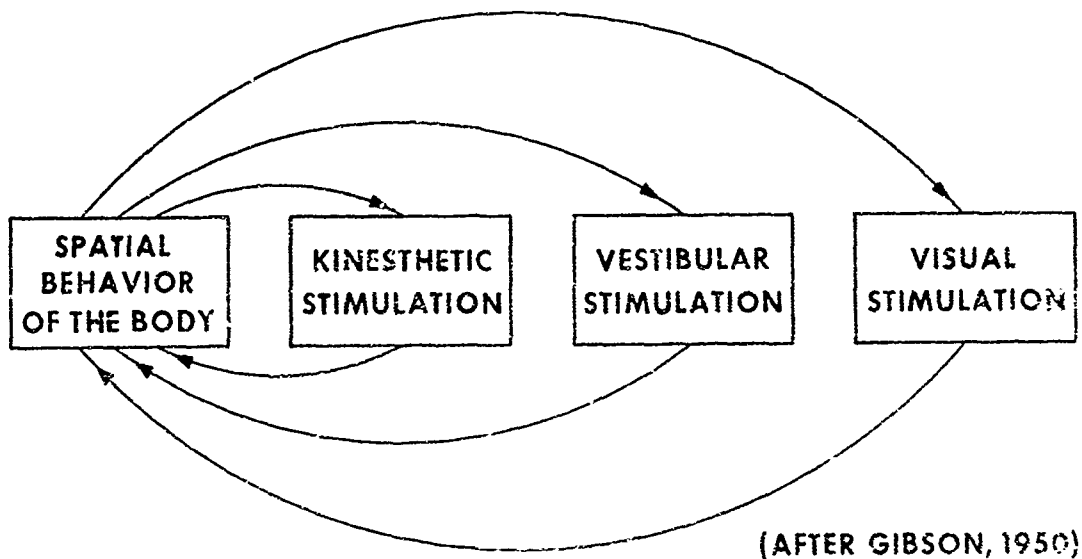 SPATIAL
BEHAVIOR
OF THE BODY
KINESTHETIC
STIMULATION
VESTIBULAR
STIMULATION
VISUAL
STIMULATION
(AFTER GIBSON, 1950)